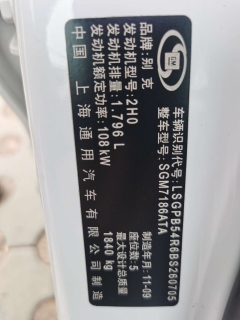 品牌：别克
发动机型号：2H0
发动机排量：1.796 L
发动机额定功率：108 kW
中国 上海通用汽车有限公司
GM
车辆识别代号：LSGPB54R6BS260705
整车型号：SGM7186ATA
制造年月：11-09
座位数：5
最大设计总质量：
1840 kg